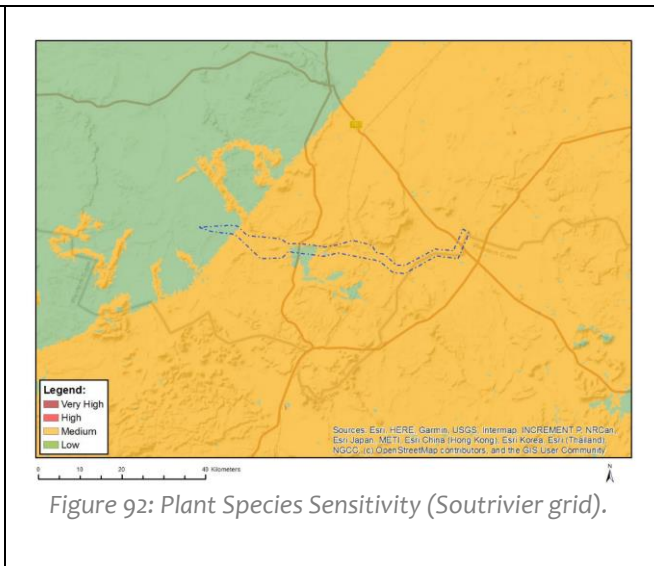 Legend:
Very High
High
Medium
Low
Sources: Esri, HERE, Garmin, USGS, Intermap, INCREMENT P, NRCan,
Esri Japan, METI, Esri China (Hong Kong), Esri Korea, Esri (Thailand),
NGCC, (c) OpenStreetMap contributors, and the GIS User Community
0 10 20 40 Kilometers
N
Figure 92: Plant Species Sensitivity (Soutrivier grid).